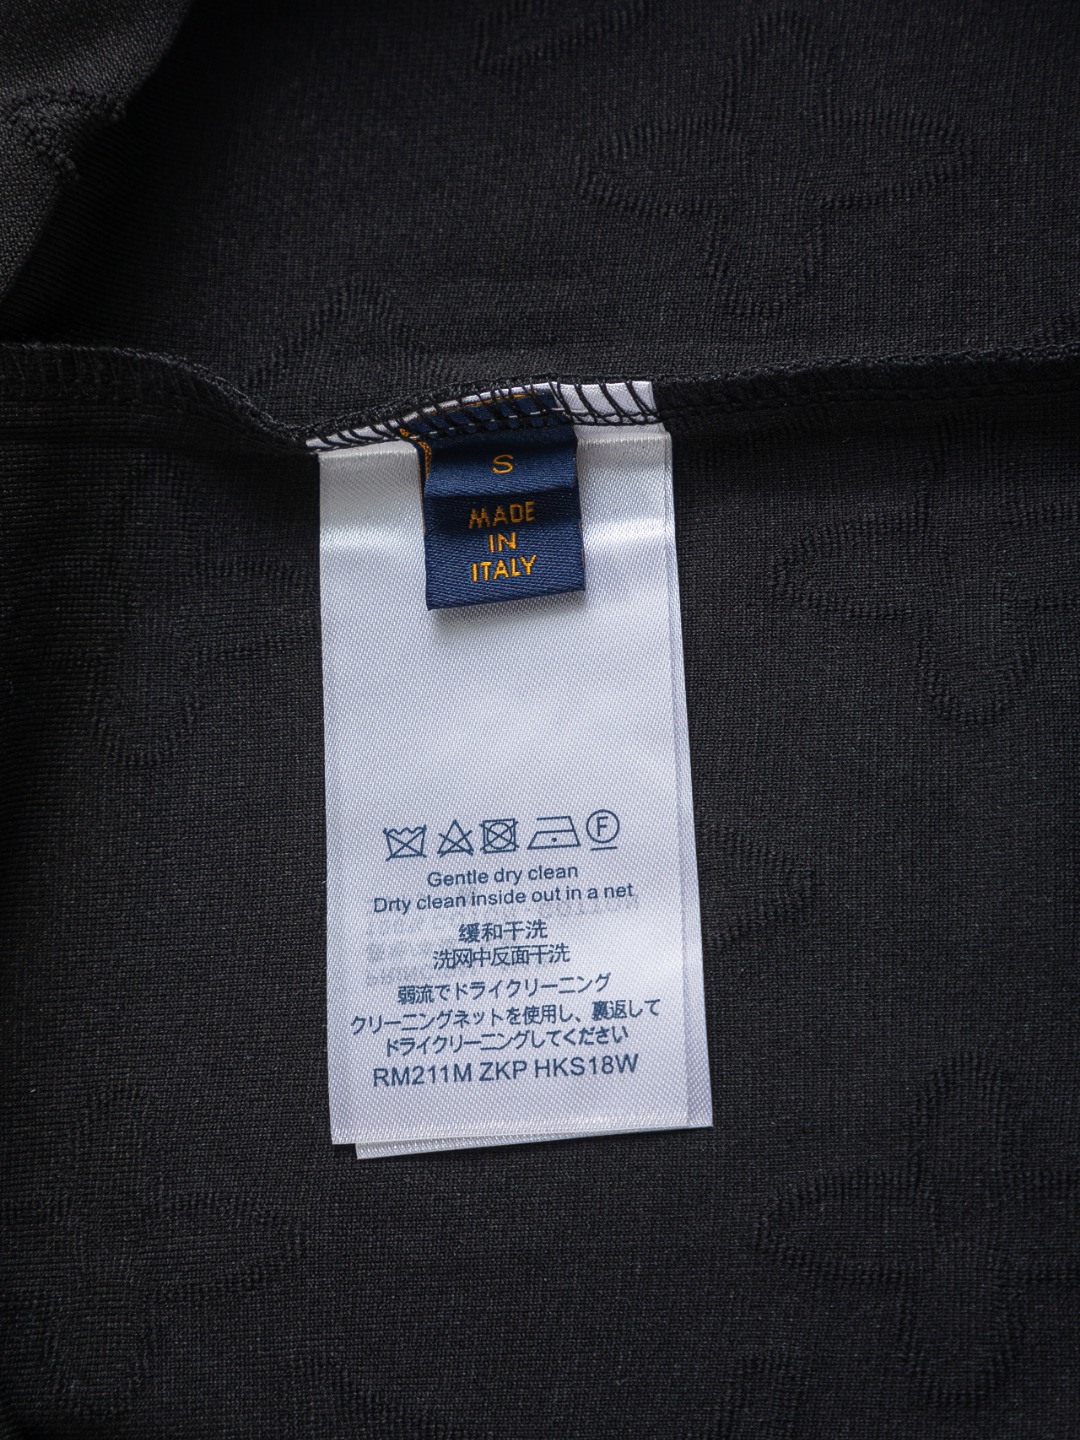 S
MADE
IN
ITALY
F
Gentle dry clean
Drty clean inside out in a net
缓和干洗
洗网中反面干洗
弱流でドライクリーニング
クリーニングネットを使用し、裏返して
ドライクリーニングしてください
RM211M ZKP HKS18W